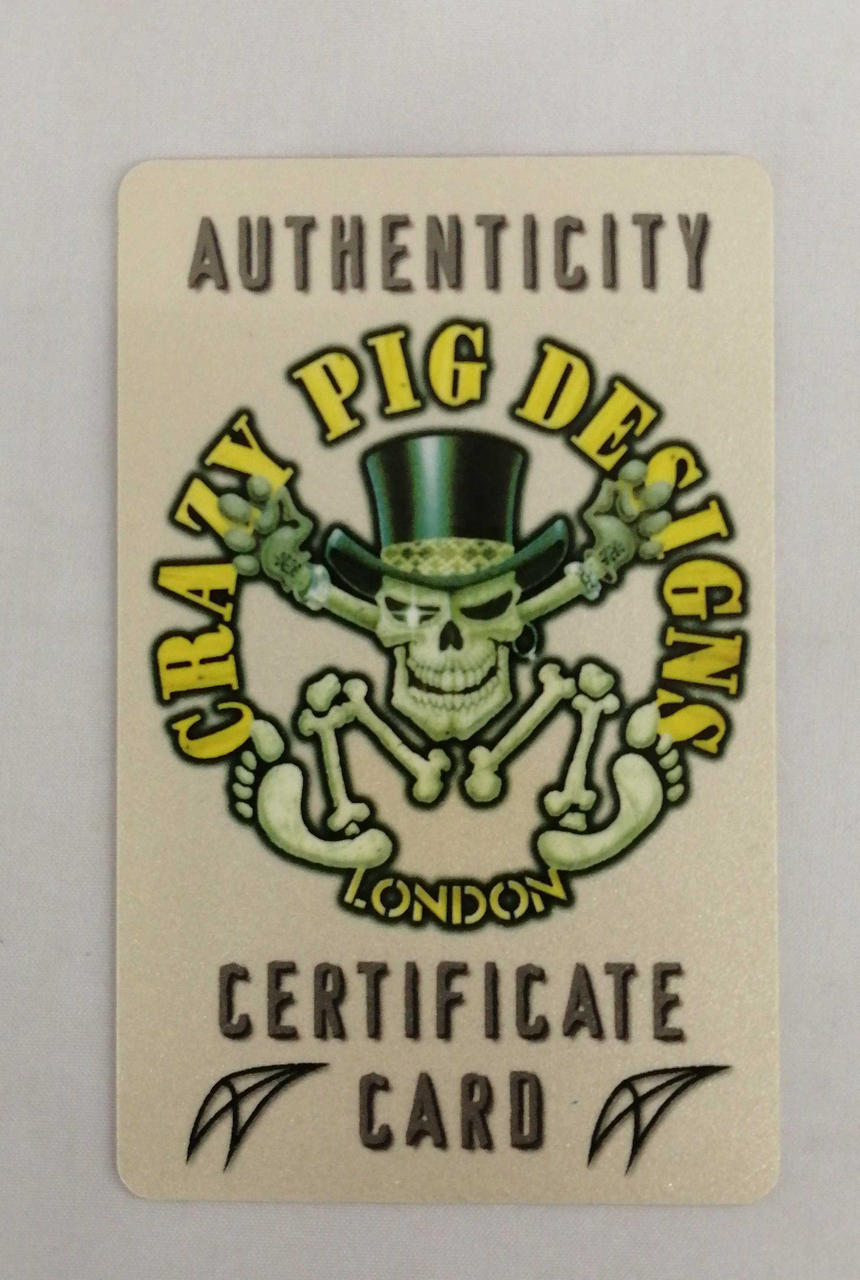 AUTHENTICITY
CRAZY PIG DESIGNS
LONDON
CERTIFICATE
CARD